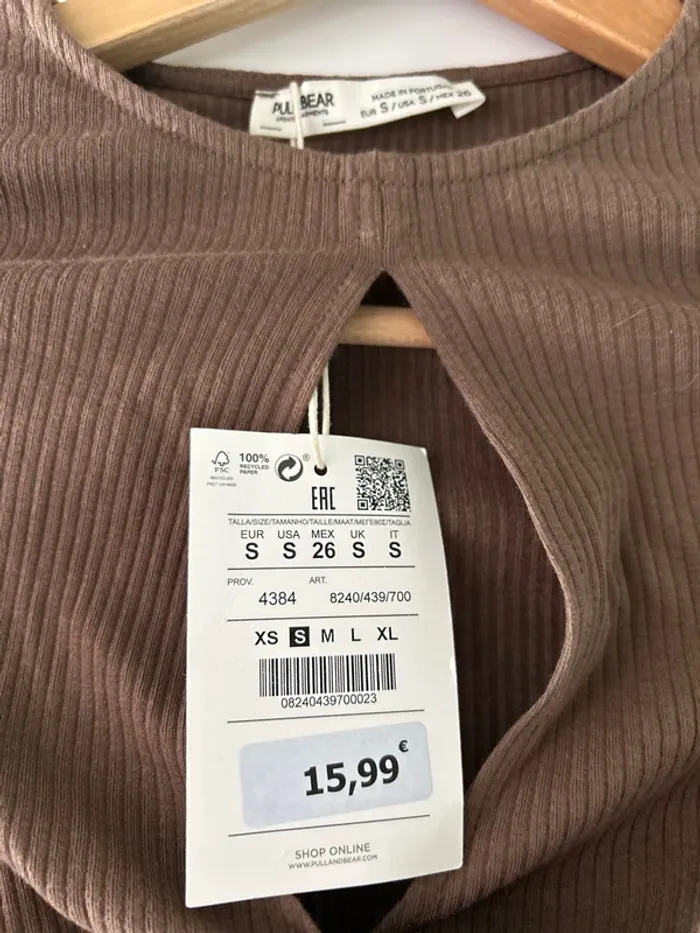 PULL&BEAR
MADE IN PORTUGAL
EUR S / USA S / MEX 26
FSC
RECYCLED
100%
RECYCLED
PAPER
EAC
TALLA/SIZE/TAMANHO/TAILLE/MAAT/ΜΕΓΕΘΟΣ/TAGLIA
EUR USA MEX UK IT
S S 26 S S
PROV. ART.
4384 8240/439/700
XS S M L XL
08240439700023
15,99 €
SHOP ONLINE
WWW.PULLANDBEAR.COM